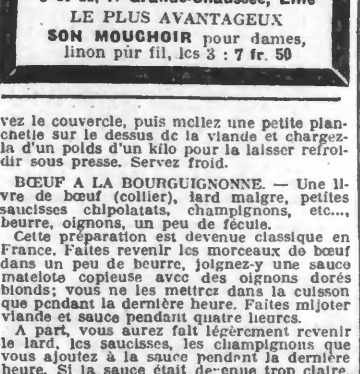 Grande-Chaussée, Lille
LE PLUS AVANTAGEUX
SON MOUCHOIR pour dames,
linon pur fil, les 3 : 7 fr. 50
vez le couvercle, puis mettez une petite plan-
chette sur le dessus de la viande et chargez-
la d'un poids d'un kilo pour la laisser refroi-
dir sous presse. Servez froid.
BŒUF A LA BOURGUIGNONNE. — Une li-
vre de bœuf (collier), lard maigre, petites
saucisses chipolatats, champignons, etc...,
beurre, oignons, un peu de fécule.
Cette préparation est devenue classique en
France. Faites revenir les morceaux de bœuf
dans un peu de beurre, joignez-y une sauce
matelote copieuse avec des oignons dorés
blonds; vous ne les mettrez dans la cuisson
que pendant la dernière heure. Faites mijoter
viande et sauce pendant quatre heures.
A part, vous aurez fait légèrement revenir
le lard, les saucisses, les champignons que
vous ajoutez à la sauce pendant la dernière
heure. Si la sauce était devenue trop claire,